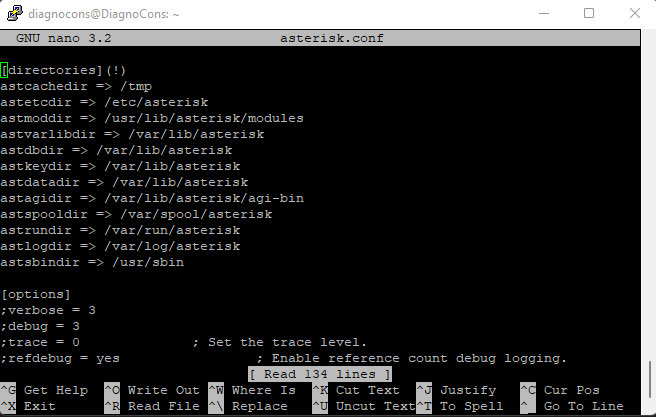 diagnocons@DiagnoCons: ~
GNU nano 3.2 asterisk.conf
[directories](!)
astcachedir => /tmp
astetcdir => /etc/asterisk
astmoddir => /usr/lib/asterisk/modules
astvarlibdir => /var/lib/asterisk
astdbdir => /var/lib/asterisk
astkeydir => /var/lib/asterisk
astdatadir => /var/lib/asterisk
astagidir => /var/lib/asterisk/agi-bin
astspooldir => /var/spool/asterisk
astrundir => /var/run/asterisk
astlogdir => /var/log/asterisk
astsbindir => /usr/sbin
[options]
;verbose = 3
;debug = 3
;trace = 0 ; Set the trace level.
;refdebug = yes ; Enable reference count debug logging.
[ Read 134 lines ]
^G Get Help ^O Write Out ^W Where Is ^K Cut Text ^J Justify ^C Cur Pos
^X Exit ^R Read File ^\ Replace ^U Uncut Text ^T To Spell ^_ Go To Line